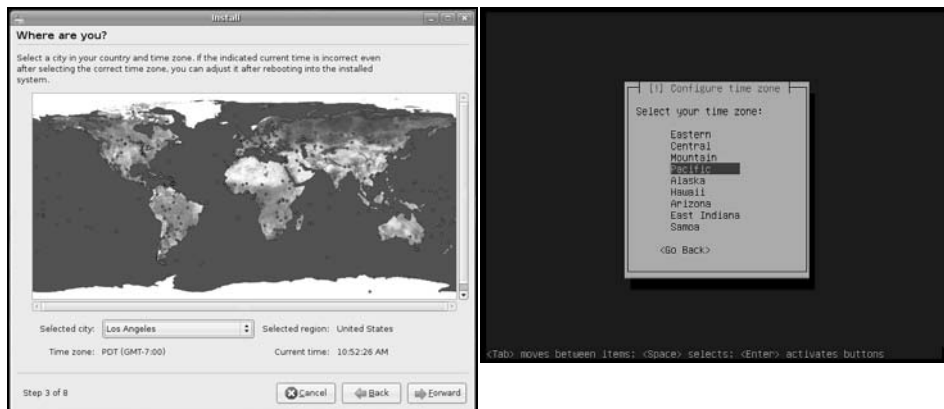 Install
Where are you?
Select a city in your country and time zone. If the indicated current time is incorrect even
after selecting the correct time zone, you can adjust it after rebooting into the installed
system.
Selected city: Los Angeles Selected region: United States
Time zone: PDT (GMT-7:00) Current time: 10:52:26 AM
Step 3 of 8 Cancel Back Forward
[!] Configure time zone
Select your time zone:
Eastern
Central
Mountain
Pacific
Alaska
Hawaii
Arizona
East Indiana
Samoa
<Go Back>
<Tab> moves between items; <Space> selects; <Enter> activates buttons